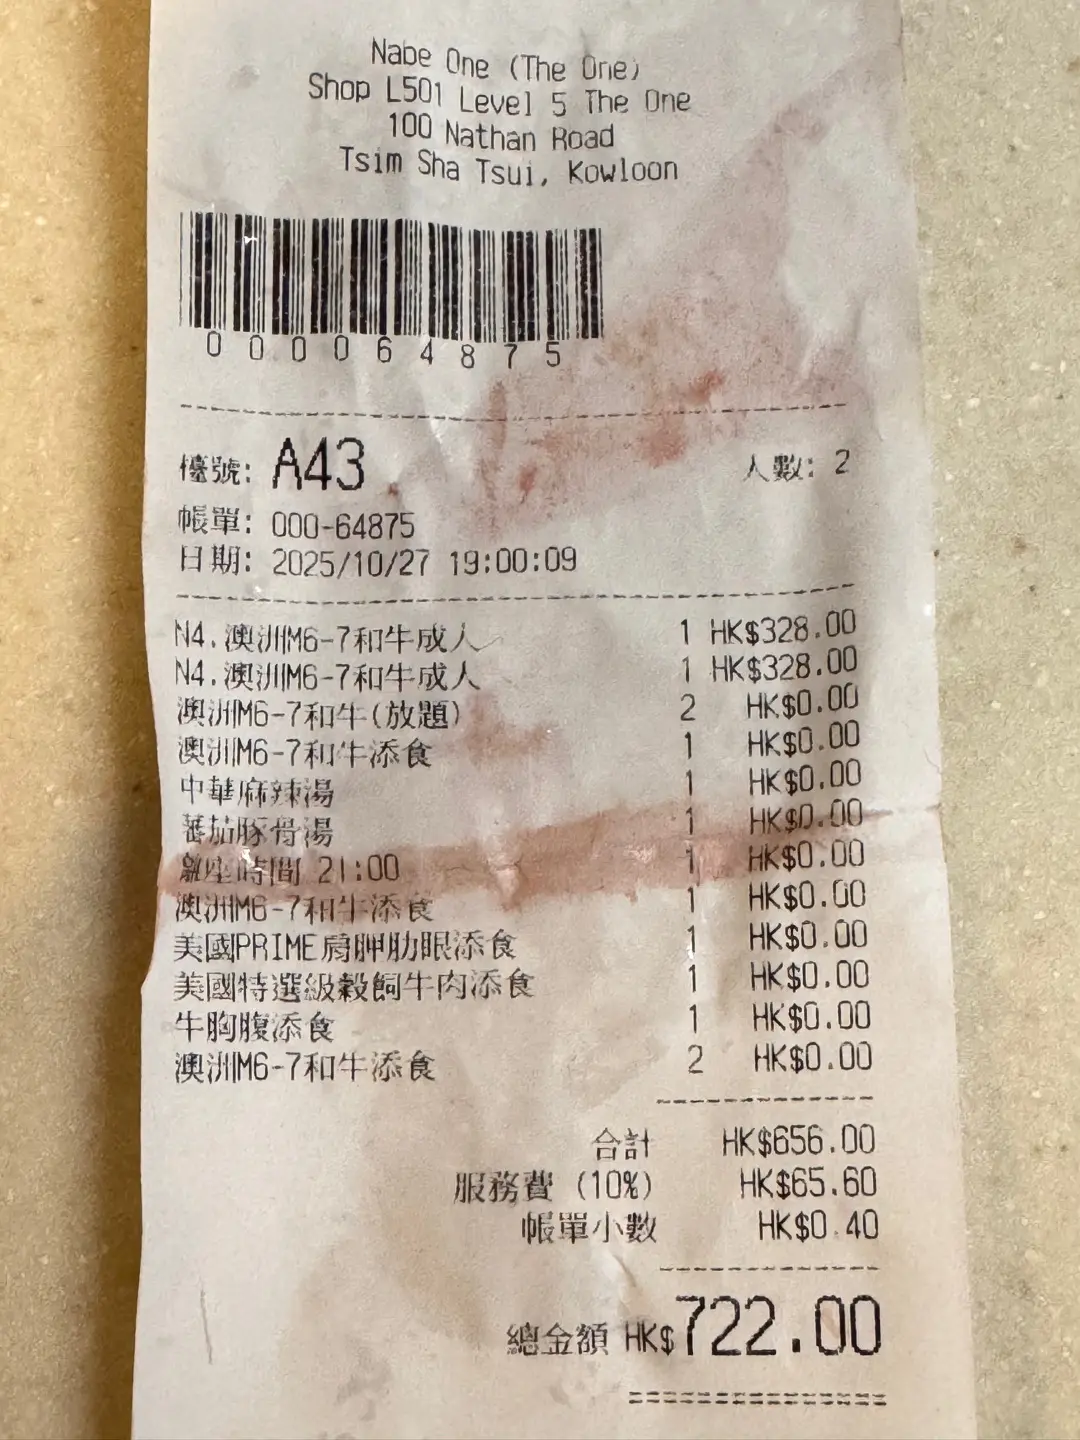 Nabe One (The One)
Shop L501 Level 5 The One
100 Nathan Road
Tsim Sha Tsui, Kowloon
000064875
檯號: A43 人數: 2
帳單: 000-64875
日期: 2025/10/27 19:00:09
N4.澳洲M6-7和牛成人 1 HK$328.00
N4.澳洲M6-7和牛成人 1 HK$328.00
澳洲M6-7和牛(放題) 2 HK$0.00
澳洲M6-7和牛添食 1 HK$0.00
中華麻辣湯 1 HK$0.00
蕃茄豚骨湯 1 HK$0.00
離座時間 21:00 1 HK$0.00
澳洲M6-7和牛添食 1 HK$0.00
美國PRIME肩胛肋眼添食 1 HK$0.00
美國特選級穀飼牛肉添食 1 HK$0.00
牛胸腹添食 1 HK$0.00
澳洲M6-7和牛添食 2 HK$0.00
合計 HK$656.00
服務費 (10%) HK$65.60
帳單小數 HK$0.40
總金額 HK$722.00